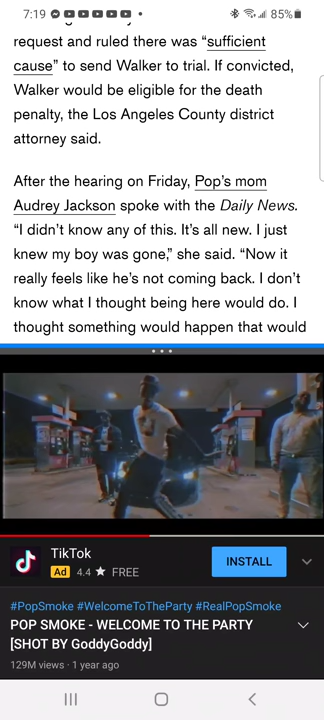 7:19 85%
request and ruled there was “sufficient
cause” to send Walker to trial. If convicted,
Walker would be eligible for the death
penalty, the Los Angeles County district
attorney said.
After the hearing on Friday, Pop’s mom
Audrey Jackson spoke with the Daily News.
“I didn’t know any of this. It’s all new. I just
knew my boy was gone,” she said. “Now it
really feels like he’s not coming back. I don’t
know what I thought being here would do. I
thought something would happen that would
TikTok
Ad 4.4 ★ FREE
INSTALL
#PopSmoke #WelcomeToTheParty #RealPopSmoke
POP SMOKE - WELCOME TO THE PARTY
[SHOT BY GoddyGoddy]
129M views · 1 year ago